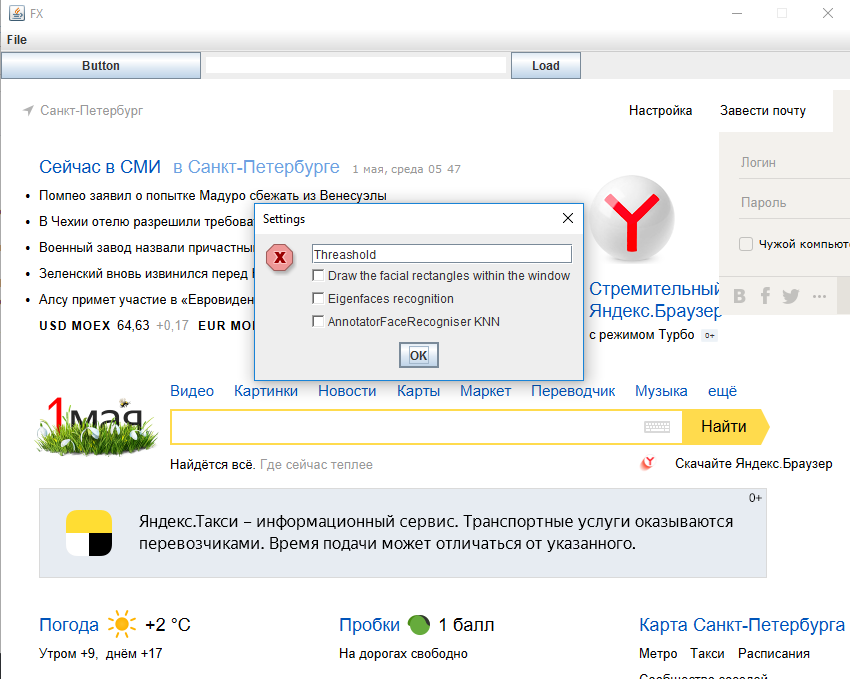 FX
File
Button
Load
Санкт-Петербург
Настройка
Завести почту
Сейчас в СМИ в Санкт-Петербурге 1 мая, среда 05 47
Логин
Помпео заявил о попытке Мадуро сбежать из Венесуэлы
Пароль
В Чехии отелю разрешили
Чужой
Военный завод назвали
Зеленский вновь извинился перед
Алсу примет участие в
USD MOEX 64,63 +0,17 EUR
Settings
Threashold
Draw the facial rectangles within the window
Eigenfaces recognition
AnnotatorFaceRecogniser KNN
OK
Y
Стремительный
Яндекс.Браузер
с режимом Турбо 0+
B f
Видео Картинки Новости Карты Маркет Переводчик Музыка ещё
1 мая
Найти
Найдётся всё. Где сейчас теплее
Скачайте Яндекс.Браузер
0+
Яндекс.Такси – информационный сервис. Транспортные услуги оказываются
перевозчиками. Время подачи может отличаться от указанного.
Погода +2 °C
Утром +9, днём +17
Пробки 1 балл
На дорогах свободно
Карта Санкт-Петербурга
Метро Такси Расписания